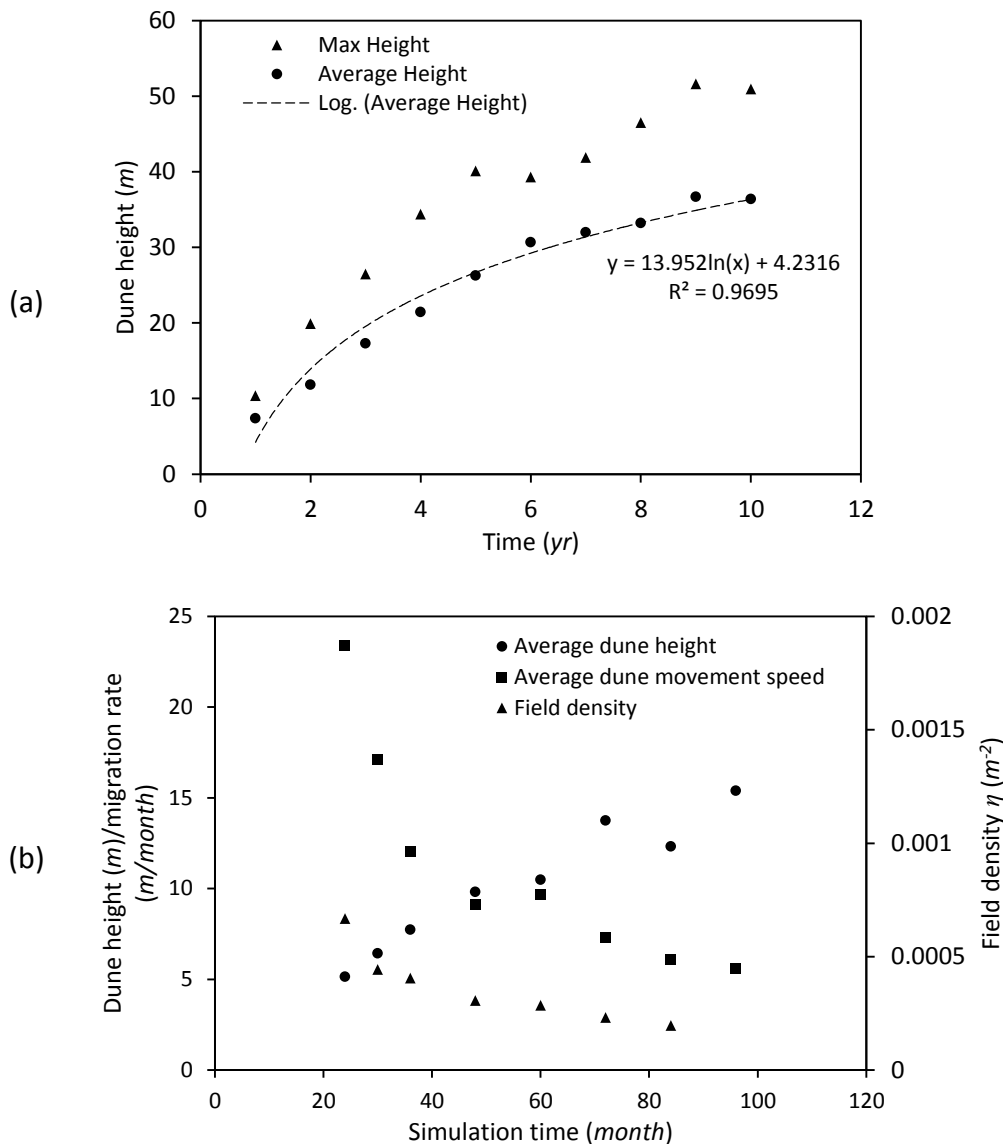 (a)
Dune height (m)
60
50
40
30
20
10
0
Max Height
Average Height
Log. (Average Height)
y = 13.952ln(x) + 4.2316
R² = 0.9695
0 2 4 6 8 10 12
Time (yr)
(b)
Dune height (m)/migration rate
(m/month)
25
20
15
10
5
0
Average dune height
Average dune movement speed
Field density
0.002
0.0015
0.001
0.0005
0
Field density η (m⁻²)
0 20 40 60 80 100 120
Simulation time (month)